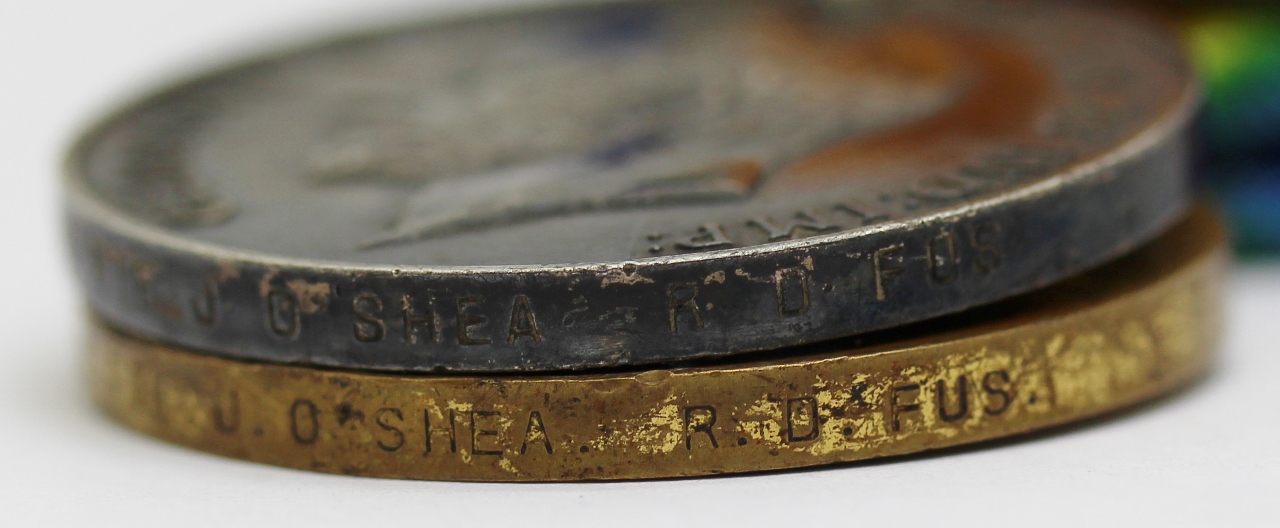 J O'SHEA R. D. FUS
J. O'SHEA. R. D. FUS.